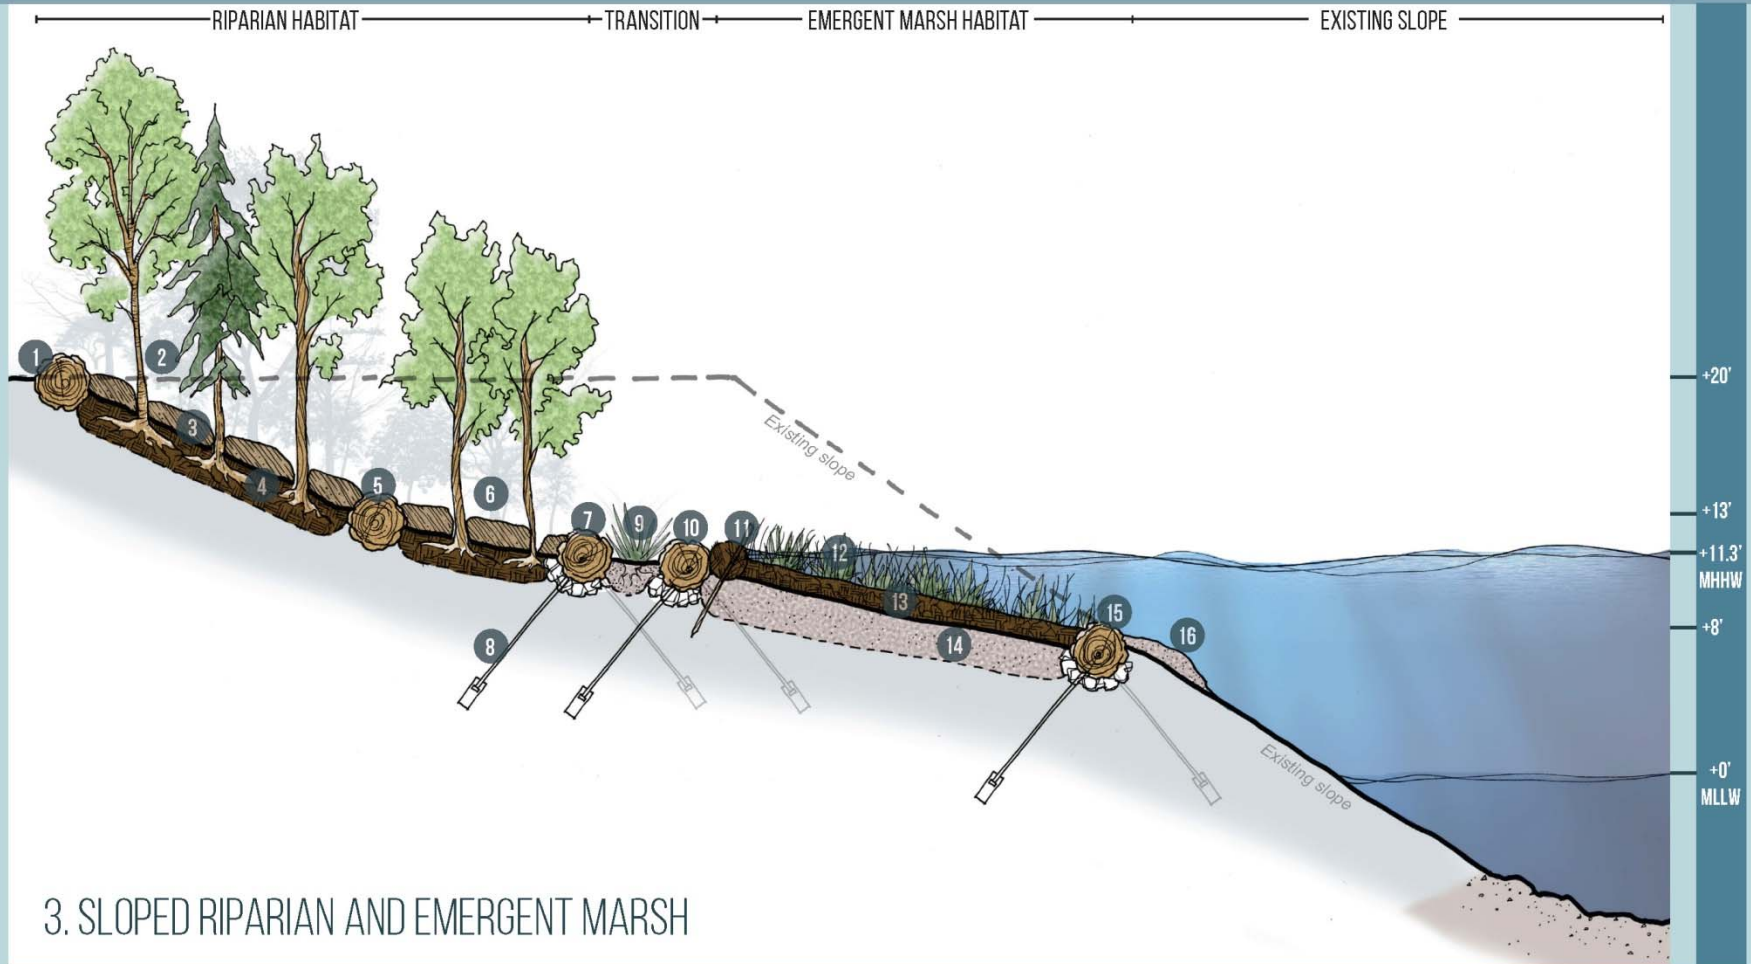 RIPARIAN HABITAT
TRANSITION
EMERGENT MARSH HABITAT
EXISTING SLOPE
1
2
3
4
5
6
7
8
9
10
11
12
13
14
15
16
Existing slope
Existing slope
+20'
+13'
+11.3'
MHHW
+8'
+0'
MLLW
3. SLOPED RIPARIAN AND EMERGENT MARSH